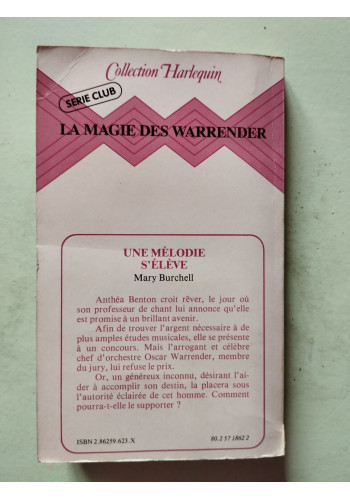 Collection Harlequin
SÉRIE CLUB
LA MAGIE DES WARRENDER
UNE MÉLODIE
S'ÉLÈVE
Mary Burchell
Anthéa Benton croit rêver, le jour où
son professeur de chant lui annonce qu'elle
est promise à un brillant avenir.
Afin de trouver l'argent nécessaire à de
plus amples études musicales, elle se présente
à un concours. Mais l'arrogant et célèbre
chef d'orchestre Oscar Warrender, membre
du jury, lui refuse le prix.
Or, un généreux inconnu, désirant l'ai-
der à accomplir son destin, la placera sous
l'autorité éclairée de cet homme. Comment
pourra-t-elle le supporter ?
ISBN 2.86259.623.X
80.2 57 1862 2